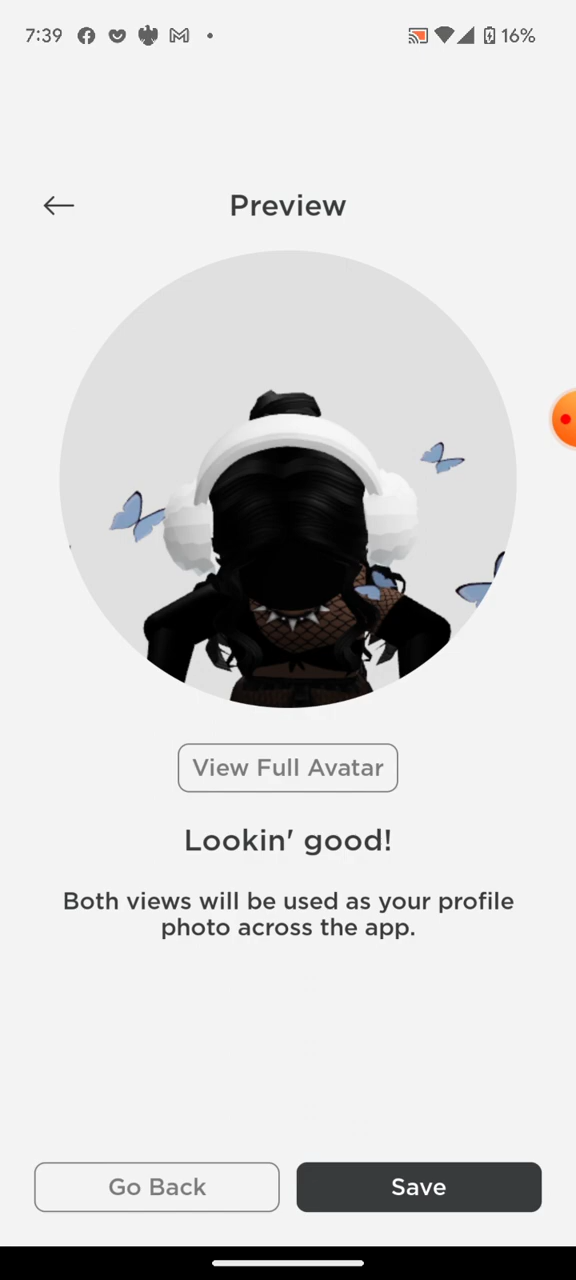 7:39
16%
Preview
View Full Avatar
Lookin' good!
Both views will be used as your profile
photo across the app.
Go Back
Save